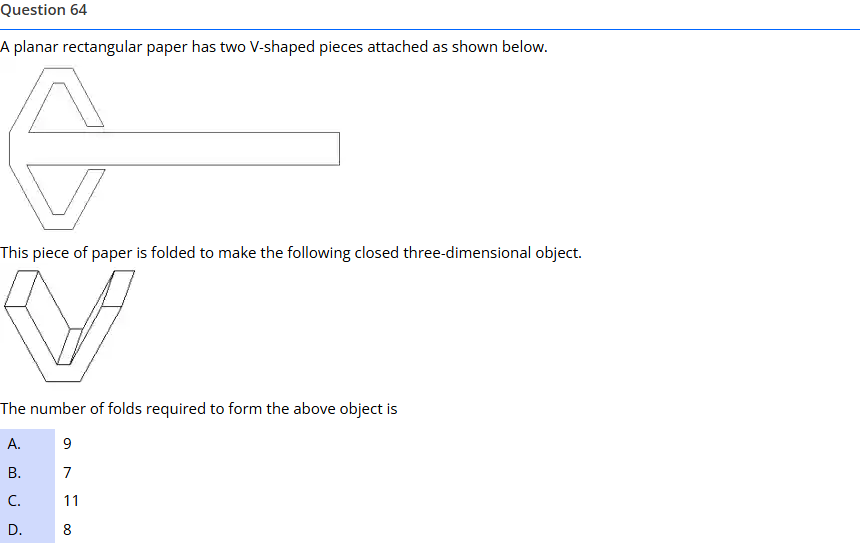 Question 64
A planar rectangular paper has two V-shaped pieces attached as shown below.
This piece of paper is folded to make the following closed three-dimensional object.
The number of folds required to form the above object is
A. 9
B. 7
C. 11
D. 8